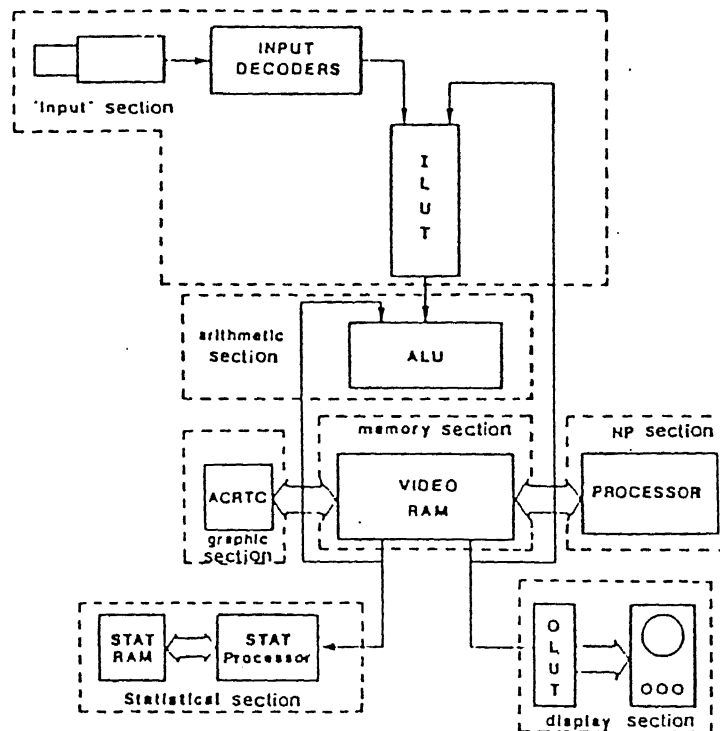 INPUT
DECODERS
"Input" section
I
L
U
T
arithmetic
section
ALU
memory section
NP section
ACRTC
VIDEO
RAM
PROCESSOR
graphic
section
STAT
RAM
STAT
Processor
Statistical section
OLUT
display section